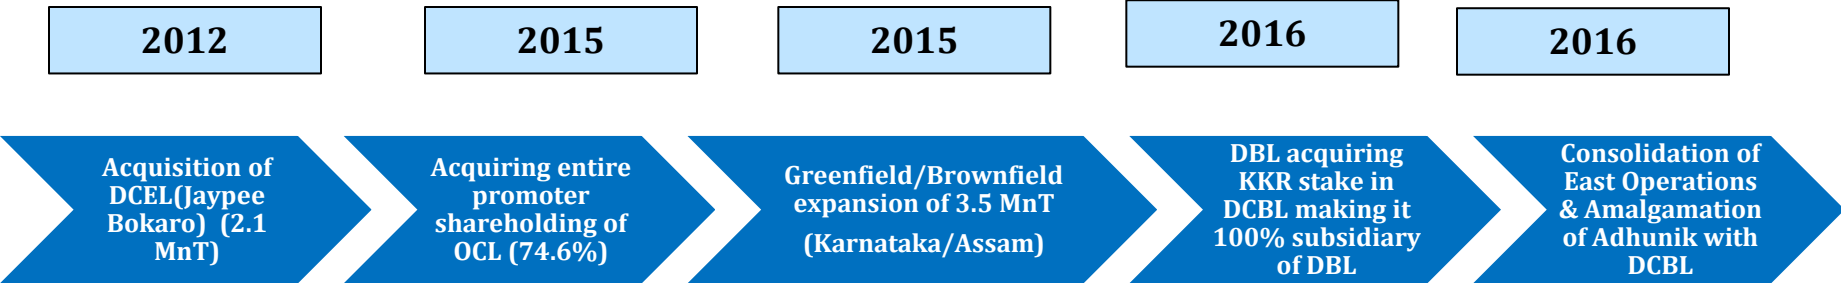 2012
2015
2015
2016
2016
Acquisition of
DCEL(Jaypee
Bokaro) (2.1
MnT)
Acquiring entire
promoter
shareholding of
OCL (74.6%)
Greenfield/Brownfield
expansion of 3.5 MnT
(Karnataka/Assam)
DBL acquiring
KKR stake in
DCBL making it
100% subsidiary
of DBL
Consolidation of
East Operations
& Amalgamation
of Adhunik with
DCBL